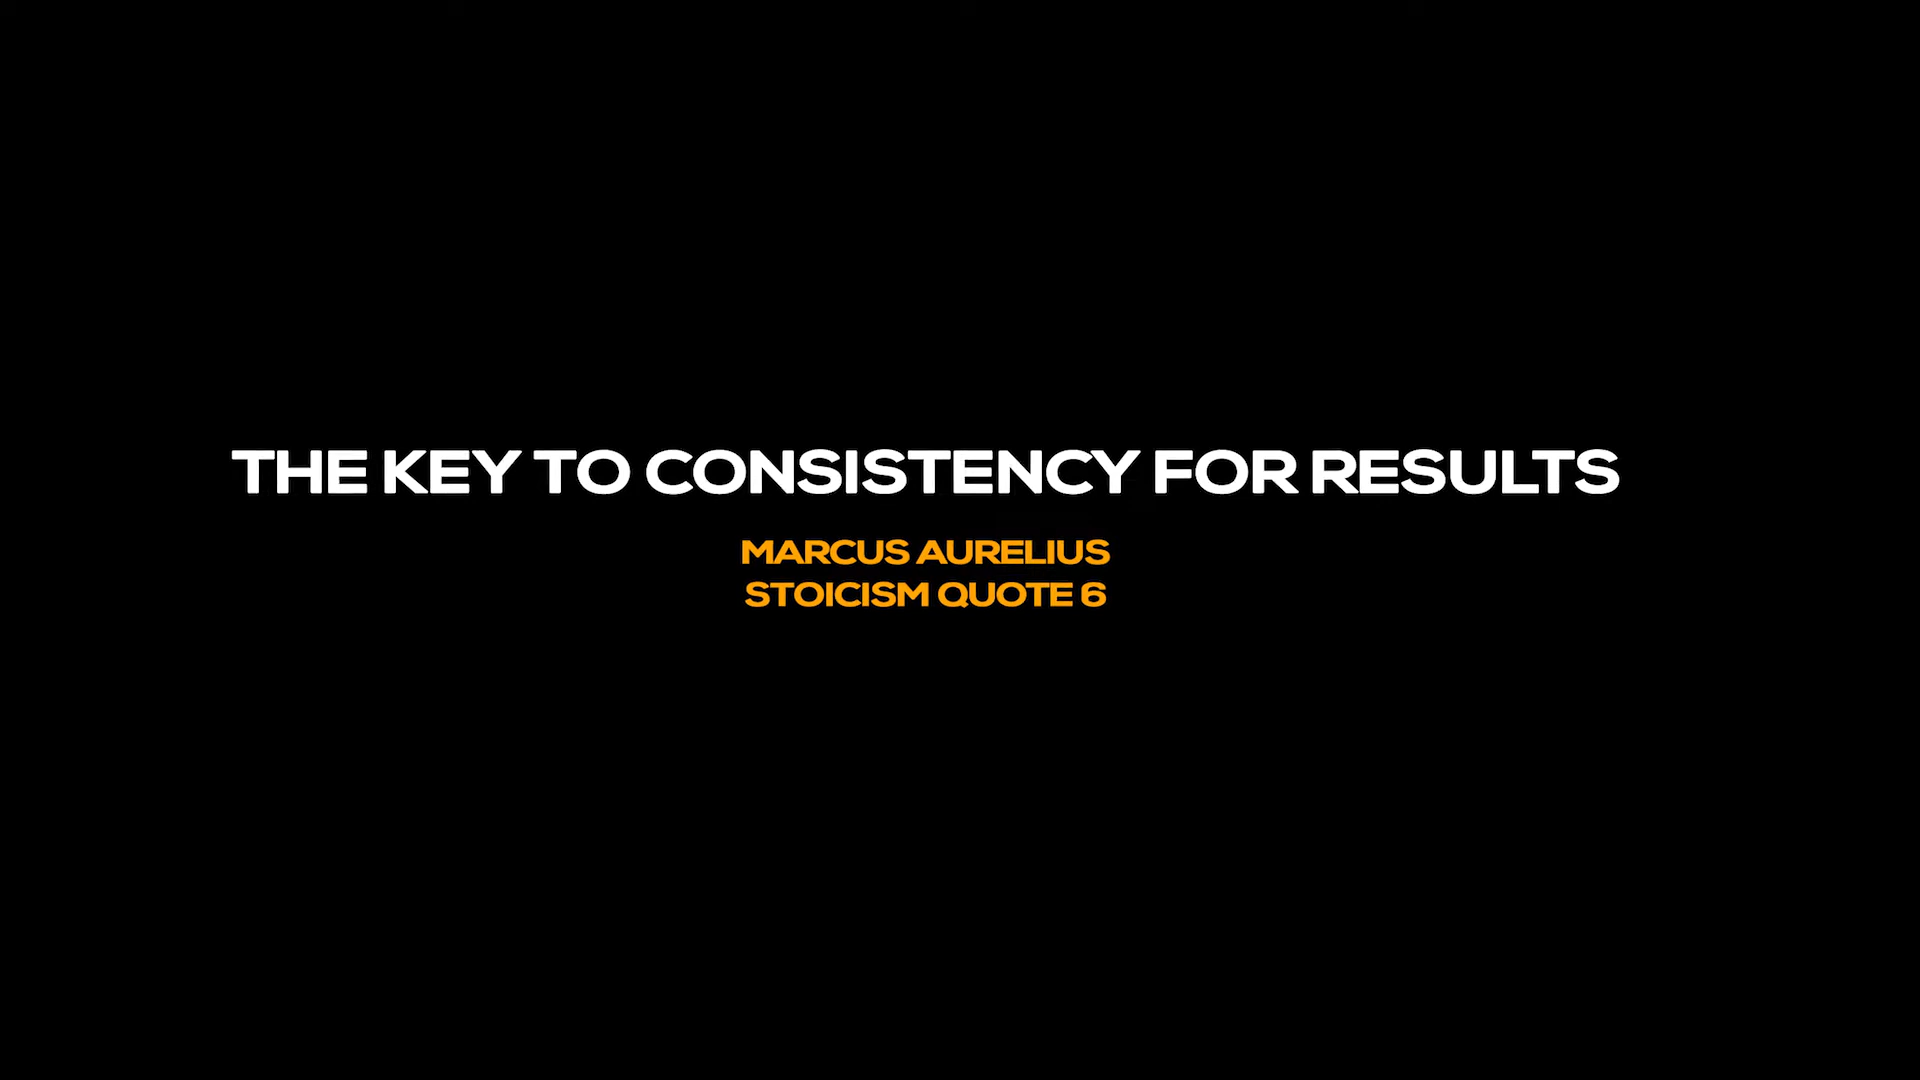 THE KEY TO CONSISTENCY FOR RESULTS
MARCUS AURELIUS
STOICISM QUOTE 6